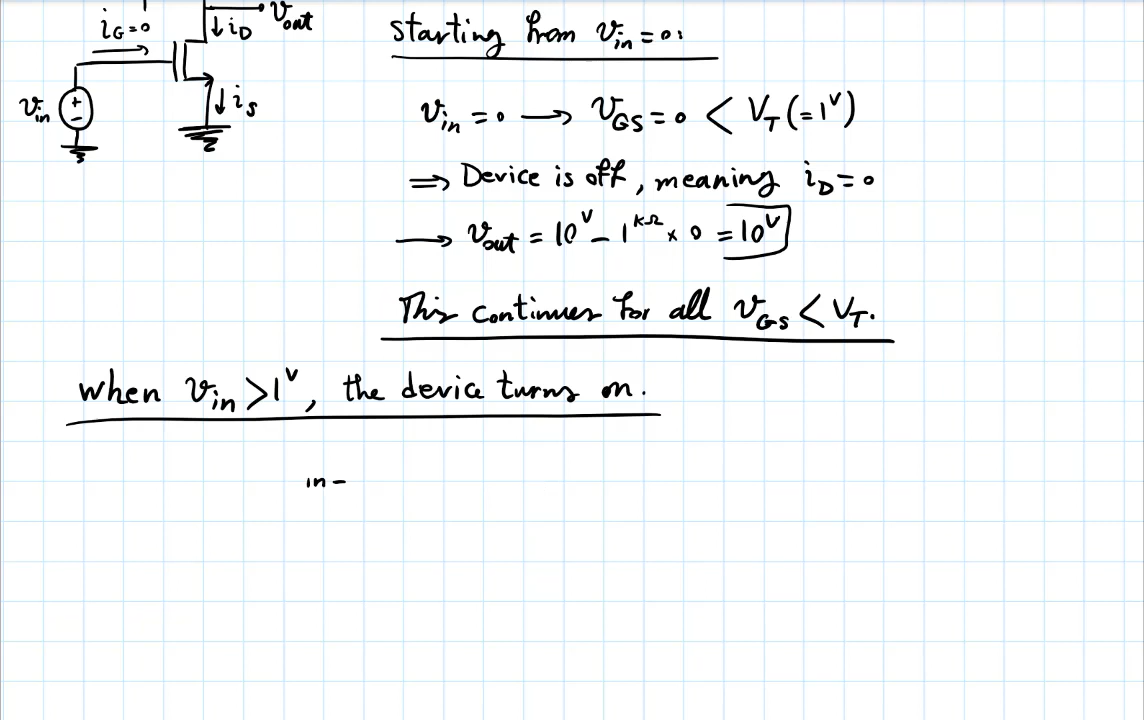 i_G=0 ↓i_D v_out
v_in + − ↓i_S
starting from v_in=0:
v_in=0 → v_GS=0 < V_T(=1^V)
⇒ Device is off, meaning i_D=0
→ v_out = 10^V − 1^kΩ × 0 = 10^V
This continues for all v_GS < V_T.
when v_in >1^V, the device turns on.
in -